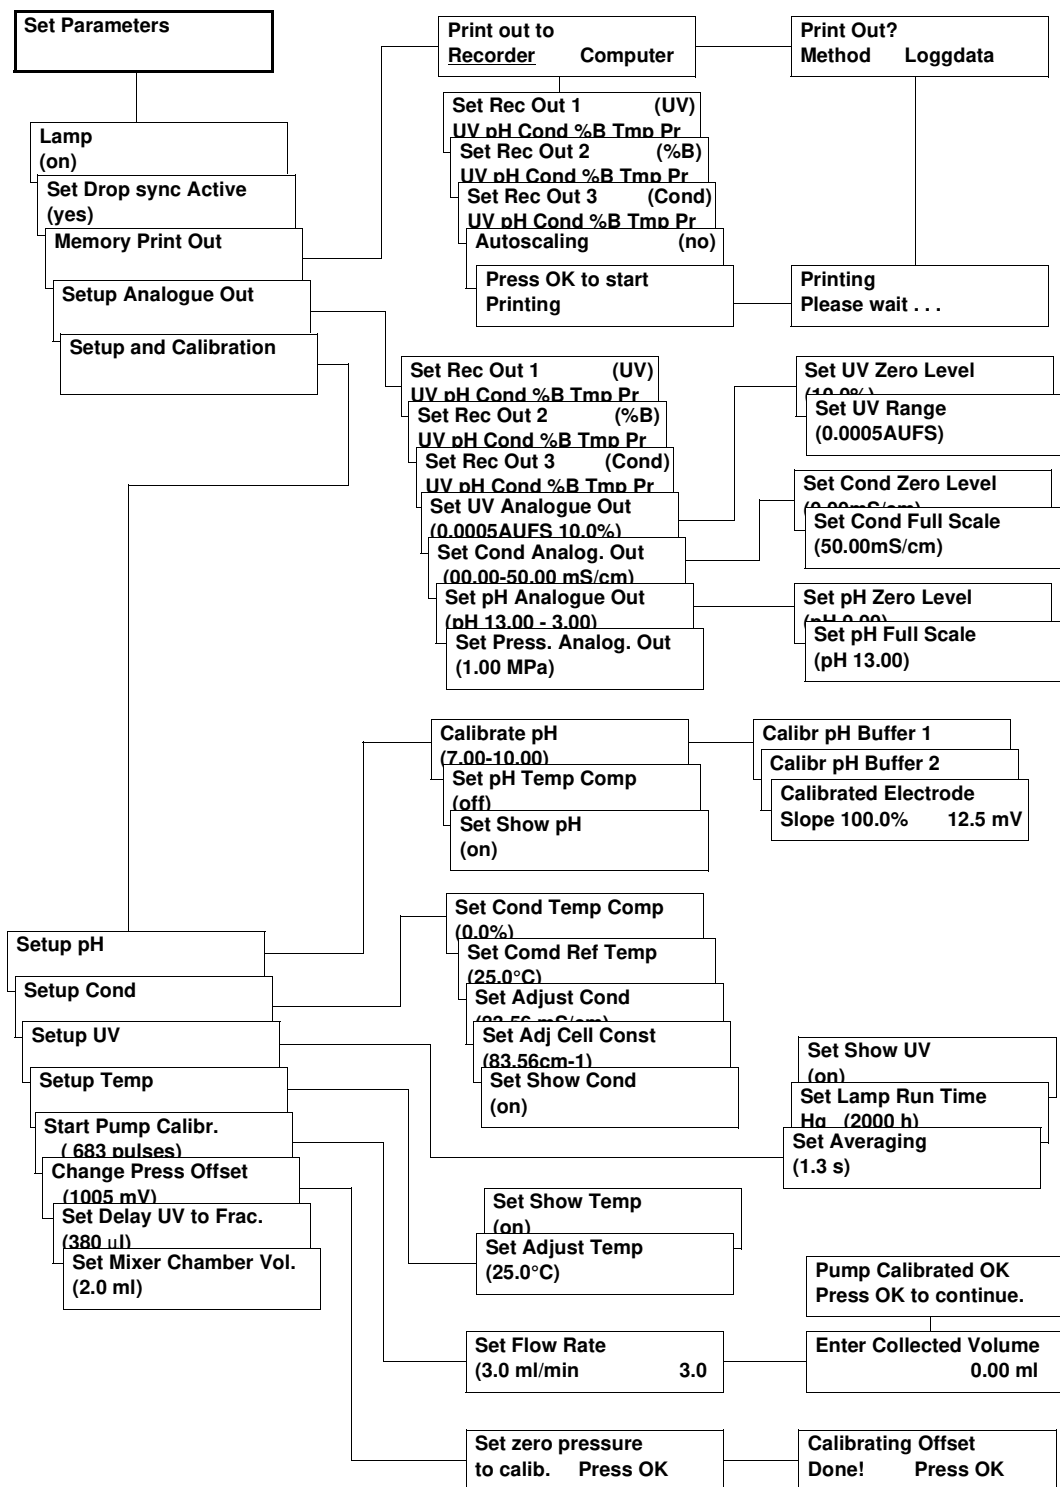 Set Parameters
Lamp
(on)
Set Drop sync Active
(yes)
Memory Print Out
Setup Analogue Out
Setup and Calibration
Print out to
Recorder Computer
Print Out?
Method Loggdata
Set Rec Out 1 (UV)
UV pH Cond %B Tmp Pr
Set Rec Out 2 (%B)
UV pH Cond %B Tmp Pr
Set Rec Out 3 (Cond)
UV pH Cond %B Tmp Pr
Autoscaling (no)
Press OK to start
Printing
Printing
Please wait . . .
Set Rec Out 1 (UV)
UV pH Cond %B Tmp Pr
Set Rec Out 2 (%B)
UV pH Cond %B Tmp Pr
Set Rec Out 3 (Cond)
UV pH Cond %B Tmp Pr
Set UV Analogue Out
(0.0005AUFS 10.0%)
Set Cond Analog. Out
(00.00-50.00 mS/cm)
Set pH Analogue Out
(pH 13.00 - 3.00)
Set Press. Analog. Out
(1.00 MPa)
Set UV Zero Level
(10.0%)
Set UV Range
(0.0005AUFS)
Set Cond Zero Level
(0.00mS/cm)
Set Cond Full Scale
(50.00mS/cm)
Set pH Zero Level
(pH 0.00)
Set pH Full Scale
(pH 13.00)
Calibrate pH
(7.00-10.00)
Set pH Temp Comp
(off)
Set Show pH
(on)
Calibr pH Buffer 1
Calibr pH Buffer 2
Calibrated Electrode
Slope 100.0% 12.5 mV
Setup pH
Setup Cond
Setup UV
Setup Temp
Start Pump Calibr.
( 683 pulses)
Change Press Offset
(1005 mV)
Set Delay UV to Frac.
(380 ul)
Set Mixer Chamber Vol.
(2.0 ml)
Set Cond Temp Comp
(0.0%)
Set Comd Ref Temp
(25.0°C)
Set Adjust Cond
(83.56 mS/cm)
Set Adj Cell Const
(83.56cm-1)
Set Show Cond
(on)
Set Show UV
(on)
Set Lamp Run Time
Hg (2000 h)
Set Averaging
(1.3 s)
Set Show Temp
(on)
Set Adjust Temp
(25.0°C)
Pump Calibrated OK
Press OK to continue.
Set Flow Rate
(3.0 ml/min 3.0
Enter Collected Volume
0.00 ml
Set zero pressure
to calib. Press OK
Calibrating Offset
Done! Press OK